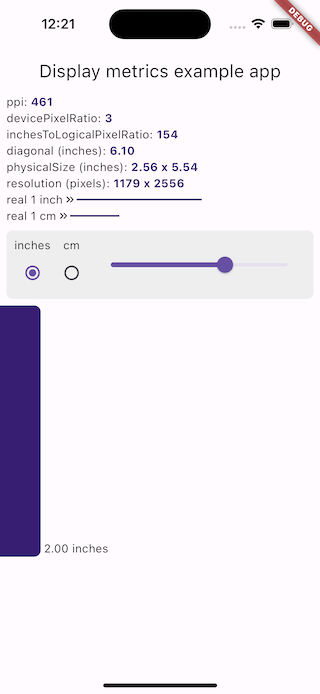 12:21
DEBUG
Display metrics example app
ppi: 461
devicePixelRatio: 3
inchesToLogicalPixelRatio: 154
diagonal (inches): 6.10
physicalSize (inches): 2.56 x 5.54
resolution (pixels): 1179 x 2556
real 1 inch »
real 1 cm »
inches cm
2.00 inches